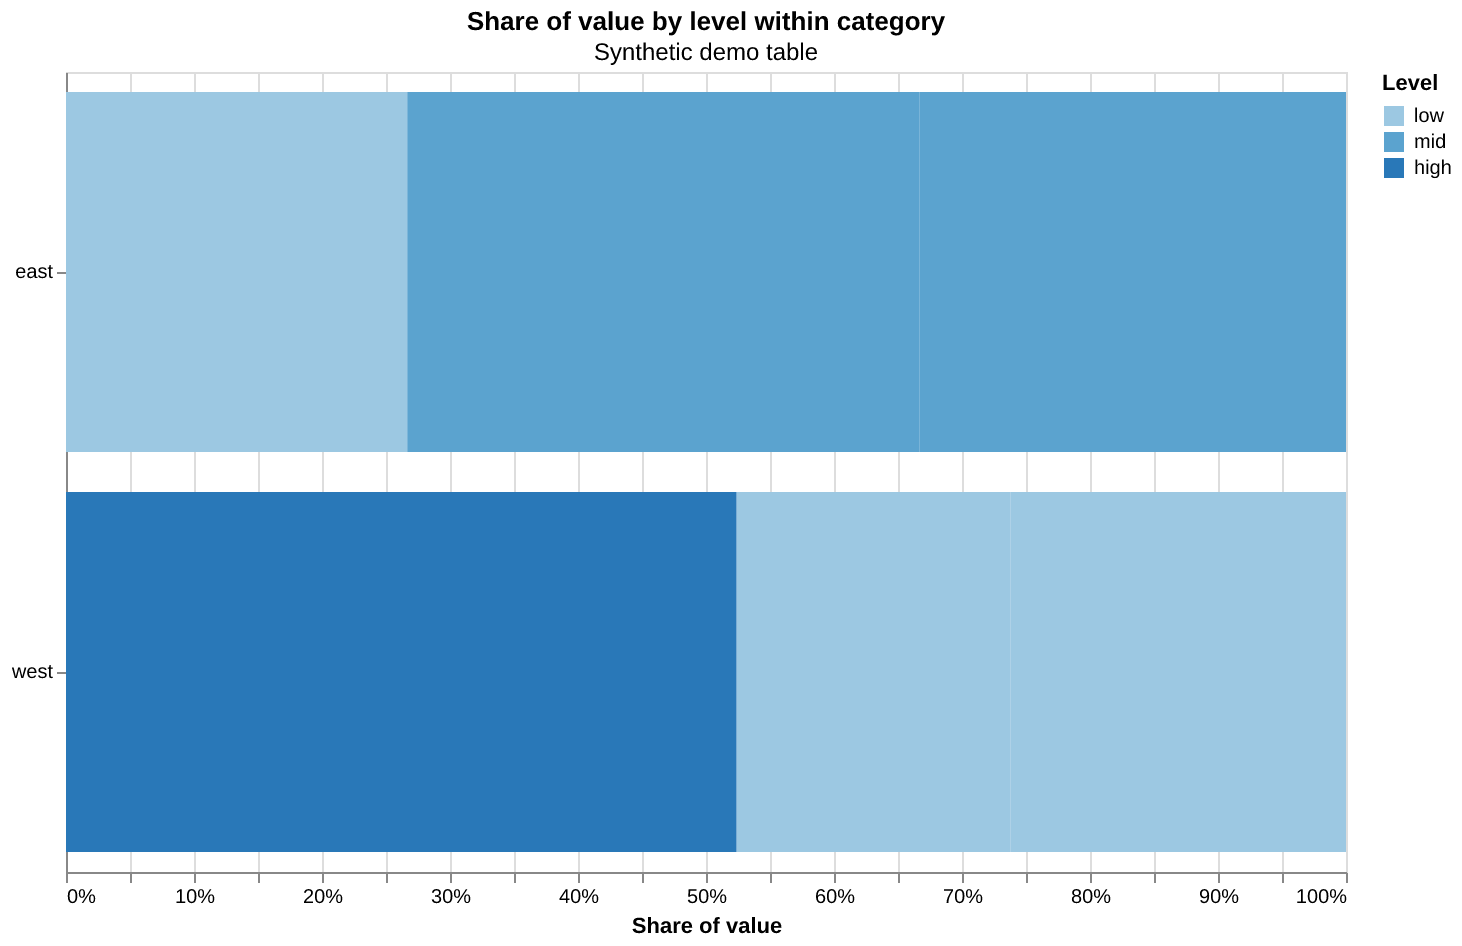 Share of value by level within category
Synthetic demo table
Level
low
mid
high
east
west
0%
10%
20%
30%
40%
50%
60%
70%
80%
90%
100%
Share of value